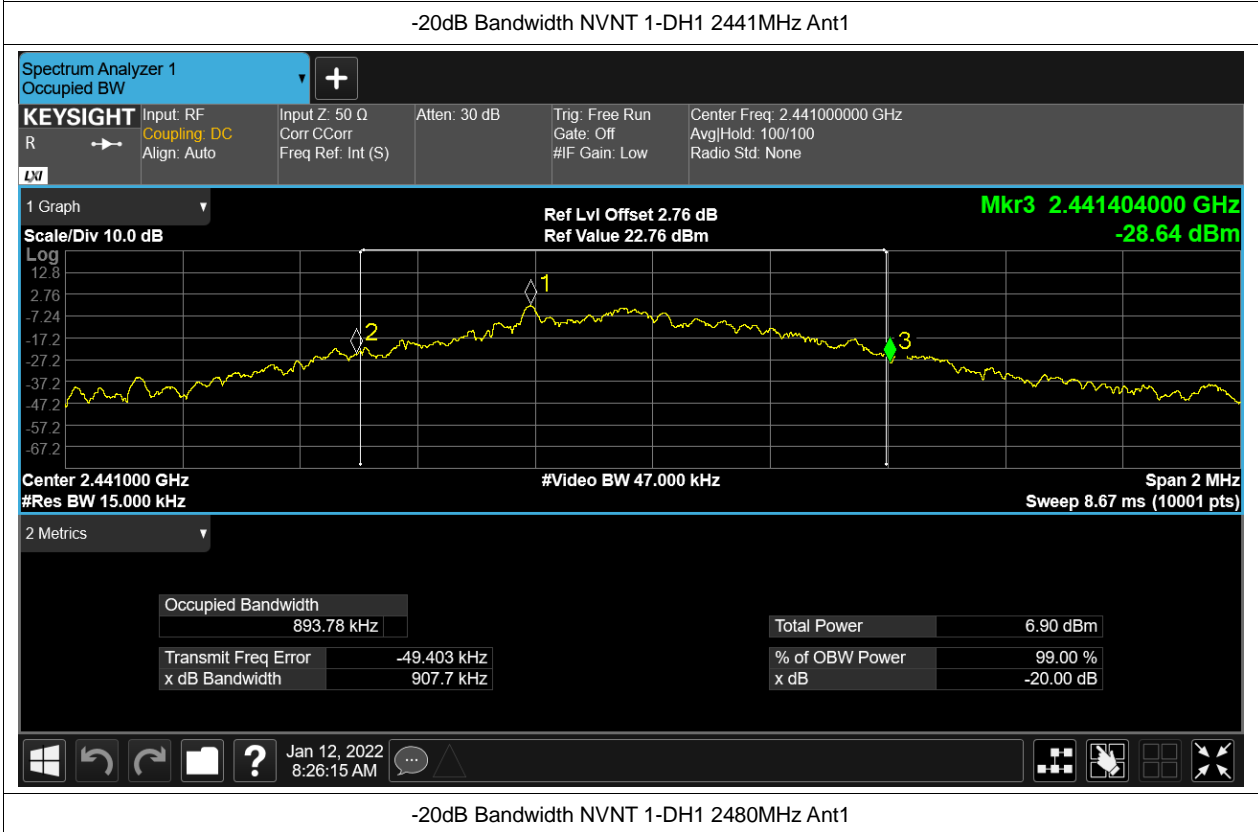 -20dB Bandwidth NVNT 1-DH1 2441MHz Ant1
Spectrum Analyzer 1
Occupied BW
KEYSIGHT Input: RF Input Z: 50 Ω Atten: 30 dB Trig: Free Run Center Freq: 2.441000000 GHz
R Coupling: DC Corr CCorr Gate: Off Avg|Hold: 100/100
Align: Auto Freq Ref: Int (S) #IF Gain: Low Radio Std: None
LXI
1 Graph Ref Lvl Offset 2.76 dB Mkr3 2.441404000 GHz
Scale/Div 10.0 dB Ref Value 22.76 dBm -28.64 dBm
Log
12.8
2.76
-7.24
-17.2
-27.2
-37.2
-47.2
-57.2
-67.2
1
2
3
Center 2.441000 GHz #Video BW 47.000 kHz Span 2 MHz
#Res BW 15.000 kHz Sweep 8.67 ms (10001 pts)
2 Metrics
Occupied Bandwidth
893.78 kHz Total Power 6.90 dBm
Transmit Freq Error -49.403 kHz % of OBW Power 99.00 %
x dB Bandwidth 907.7 kHz x dB -20.00 dB
Jan 12, 2022
8:26:15 AM
-20dB Bandwidth NVNT 1-DH1 2480MHz Ant1